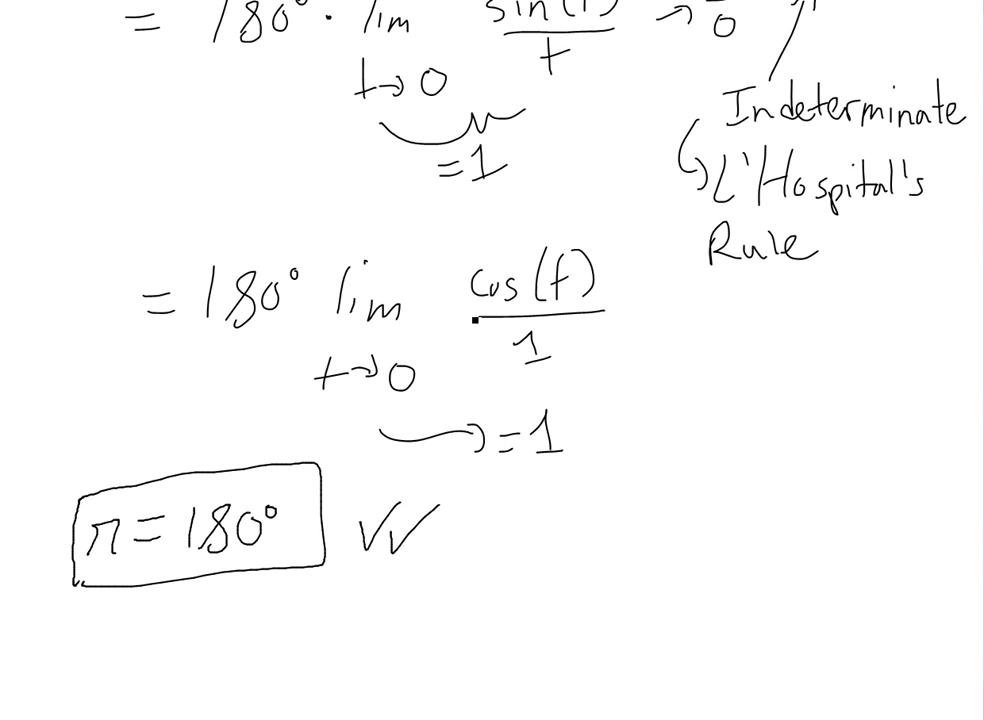 = 180° · lim sin(t)/t → 0/0
t→0
=1
Indeterminate
L'Hospital's
Rule
= 180° lim cos(t)/1
t→0
→ = 1
π = 180° ✓✓